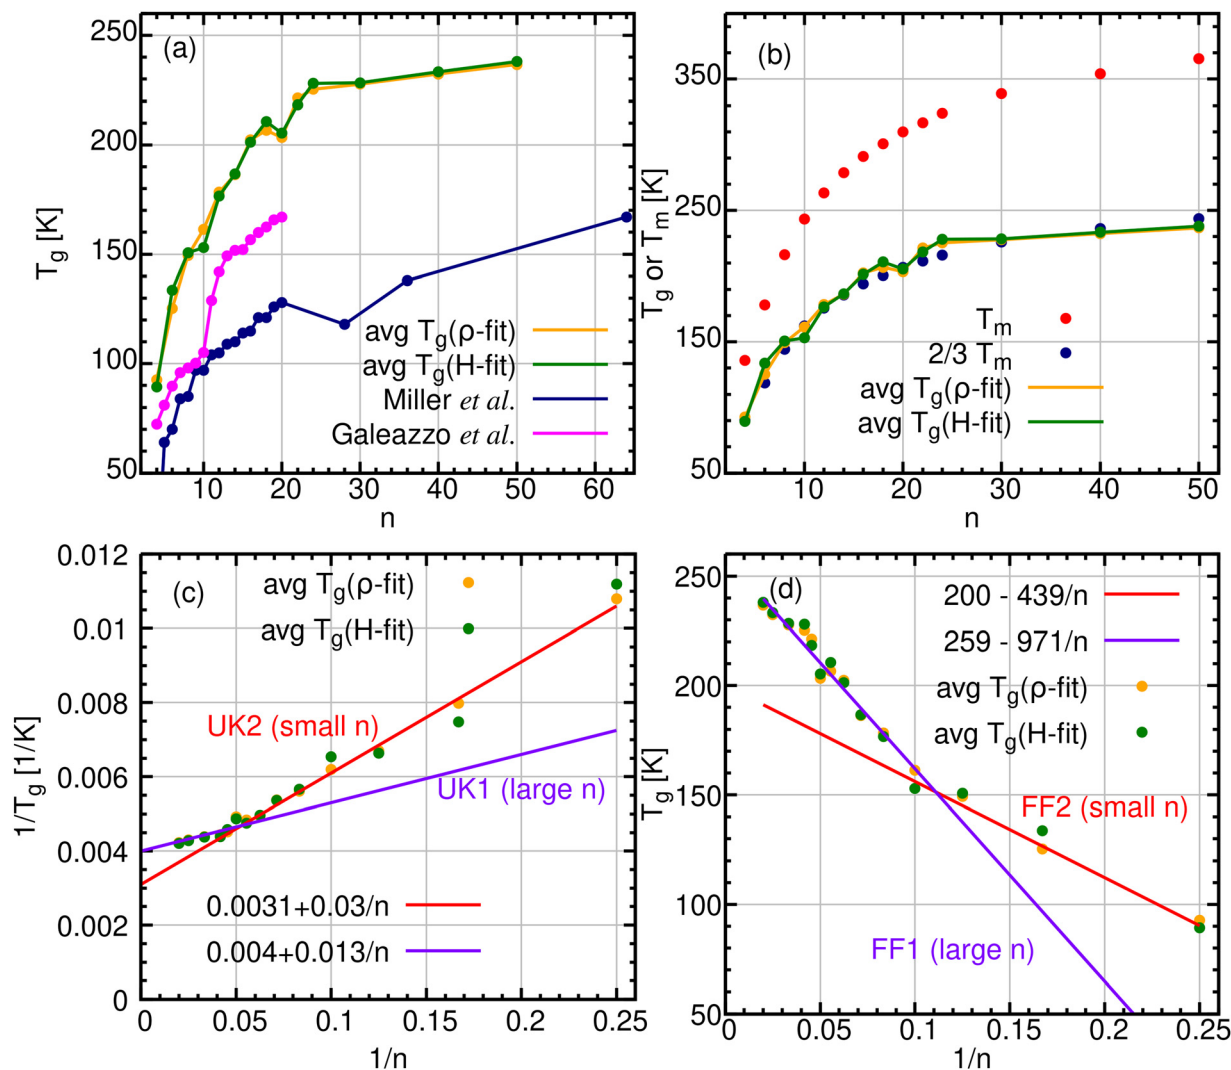 (a)
250
200
150
100
50
T_g [K]
avg T_g(ρ-fit)
avg T_g(H-fit)
Miller et al.
Galeazzo et al.
10 20 30 40 50 60
n
(b)
350
250
150
50
T_g or T_m [K]
T_m
2/3 T_m
avg T_g(ρ-fit)
avg T_g(H-fit)
10 20 30 40 50
n
(c)
0.012
0.01
0.008
0.006
0.004
0.002
0
1/T_g [1/K]
avg T_g(ρ-fit)
avg T_g(H-fit)
UK2 (small n)
UK1 (large n)
0.0031+0.03/n
0.004+0.013/n
0 0.05 0.1 0.15 0.2 0.25
1/n
(d)
250
200
150
100
50
T_g [K]
200 - 439/n
259 - 971/n
avg T_g(ρ-fit)
avg T_g(H-fit)
FF2 (small n)
FF1 (large n)
0 0.05 0.1 0.15 0.2 0.25
1/n